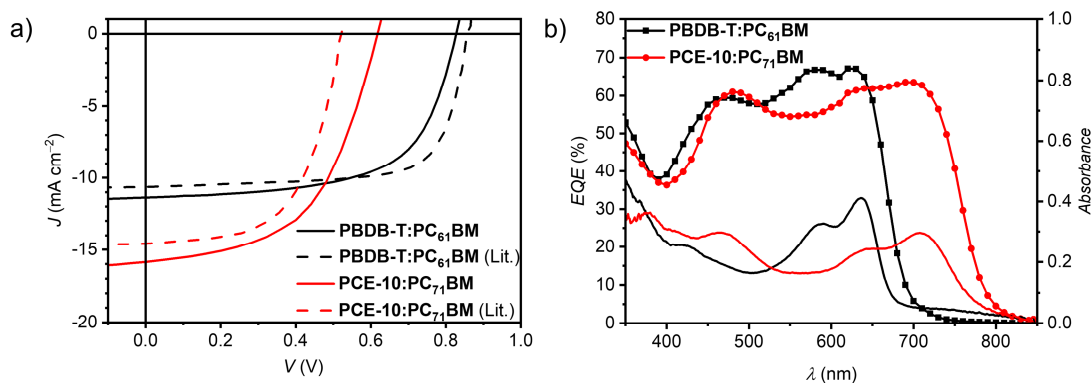 a)
J (mA cm⁻²)
0
-5
-10
-15
-20
0.0 0.2 0.4 0.6 0.8 1.0
V (V)
PBDB-T:PC₆₁BM
PBDB-T:PC₆₁BM (Lit.)
PCE-10:PC₇₁BM
PCE-10:PC₇₁BM (Lit.)
b)
EQE (%)
80
70
60
50
40
30
20
10
0
PBDB-T:PC₆₁BM
PCE-10:PC₇₁BM
400 500 600 700 800
λ (nm)
1.0
0.8
0.6
0.4
0.2
0.0
Absorbance